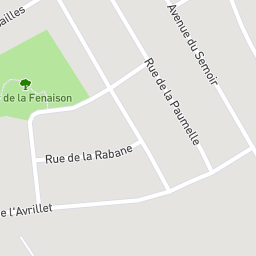 ailles
Avenue du Semoir
Rue de la Paumelle
de la Fenaison
Rue de la Rabane
e l'Avrillet